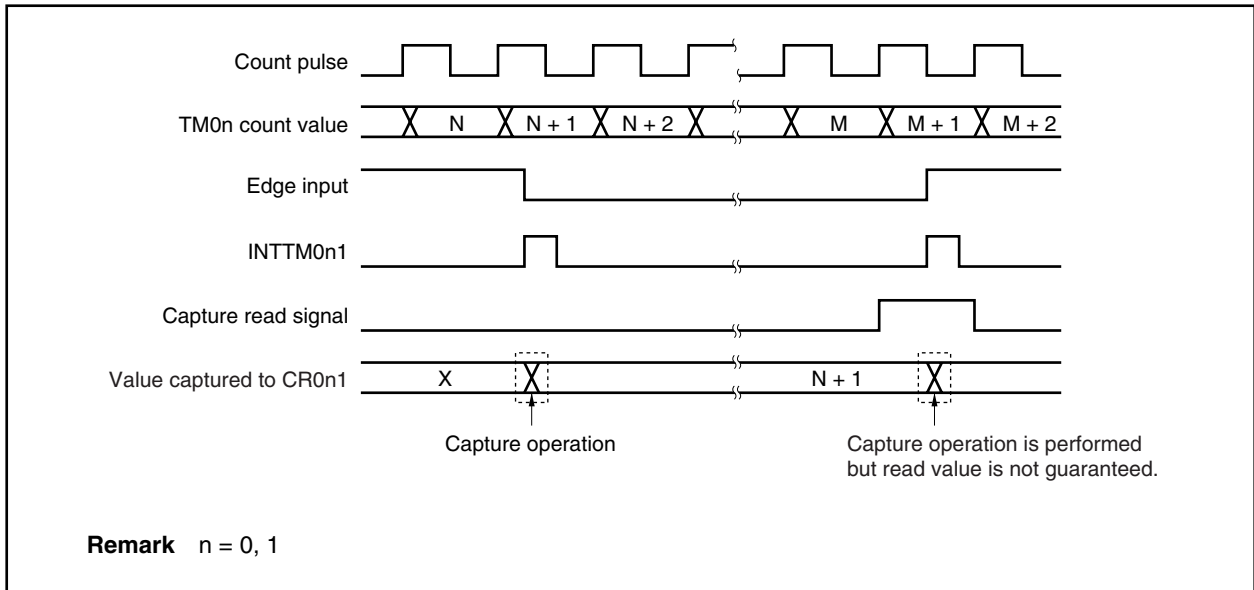 Count pulse
TM0n count value N N + 1 N + 2 M M + 1 M + 2
Edge input
INTTM0n1
Capture read signal
Value captured to CR0n1 X N + 1
Capture operation
Capture operation is performed
but read value is not guaranteed.
Remark n = 0, 1